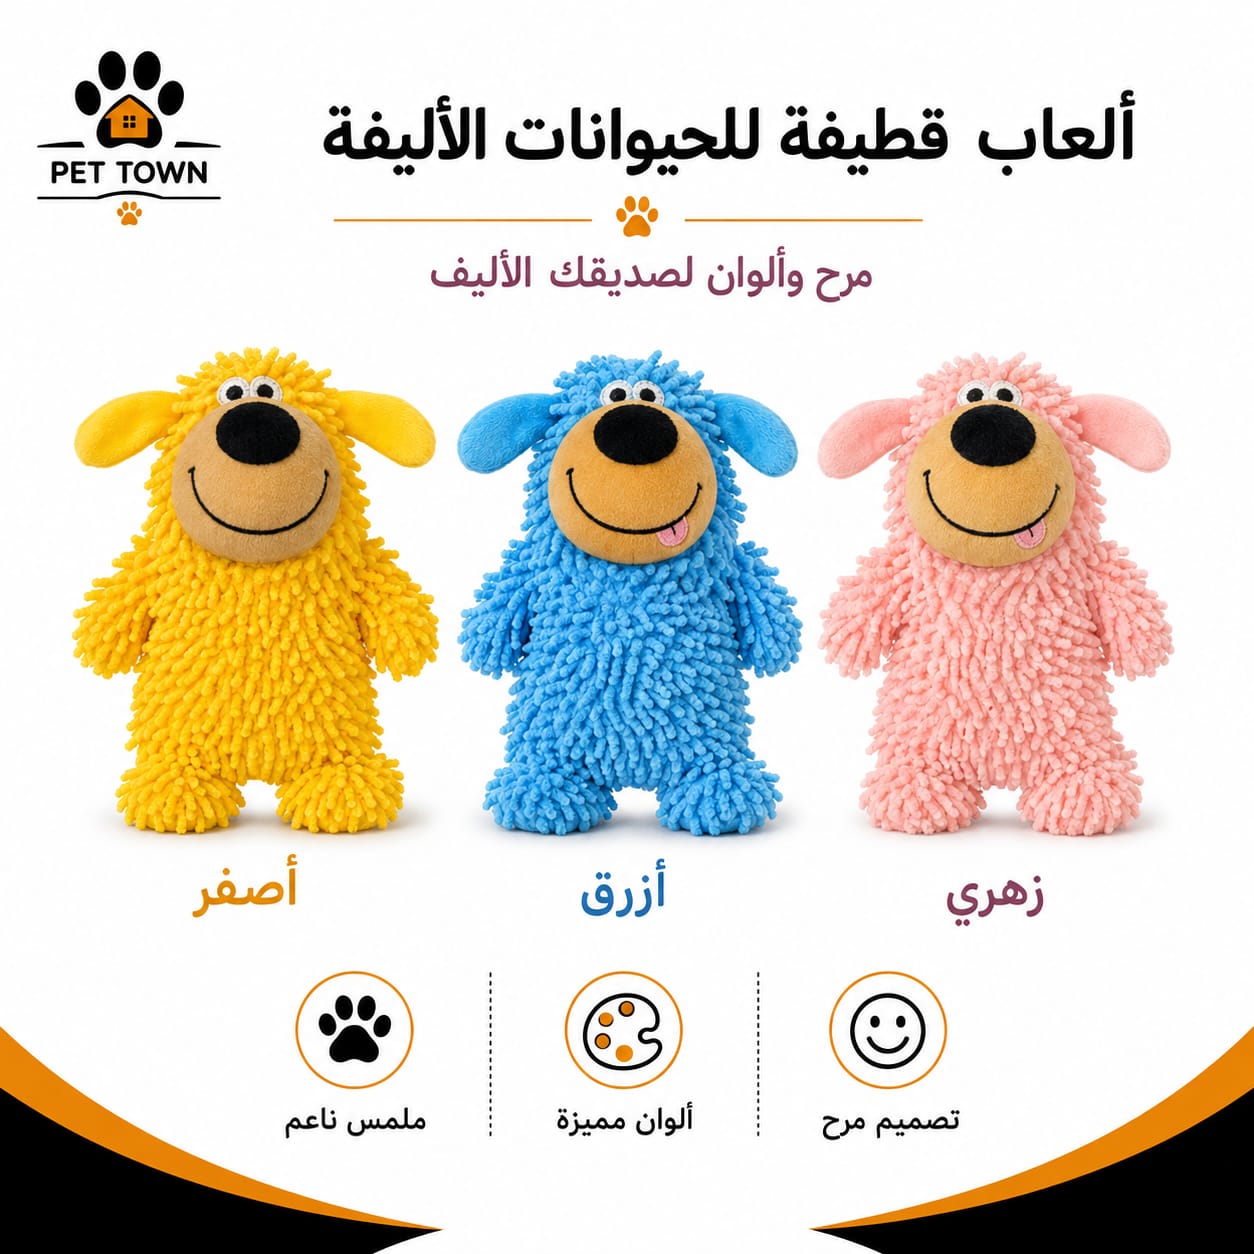 PET TOWN
ألعاب قطيفة للحيوانات الأليفة
مرح وألوان لصديقك الأليف
زهري
أزرق
أصفر
تصميم مرح
ألوان مميزة
ملمس ناعم